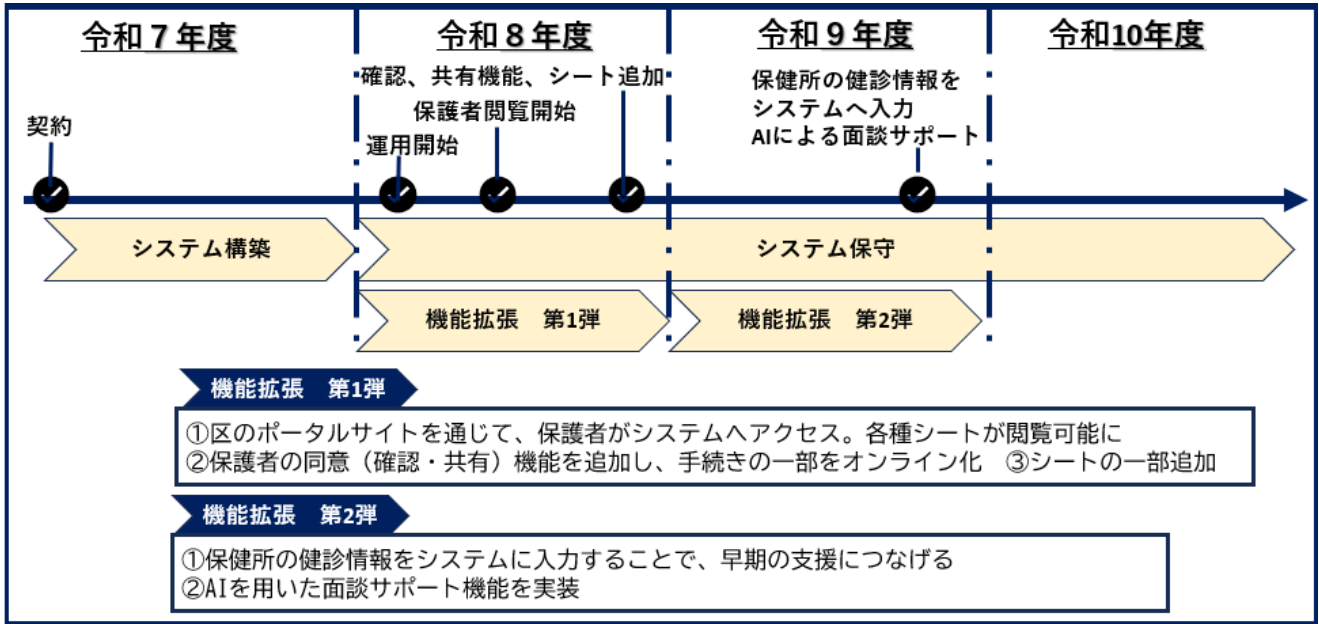 令和７年度
令和８年度
令和９年度
令和10年度
契約
確認、共有機能、シート追加
保護者閲覧開始
運用開始
保健所の健診情報を
システムへ入力
AIによる面談サポート
システム構築
システム保守
機能拡張　第1弾
機能拡張　第2弾
機能拡張　第1弾
①区のポータルサイトを通じて、保護者がシステムへアクセス。各種シートが閲覧可能に
②保護者の同意（確認・共有）機能を追加し、手続きの一部をオンライン化　③シートの一部追加
機能拡張　第2弾
①保健所の健診情報をシステムに入力することで、早期の支援につなげる
②AIを用いた面談サポート機能を実装